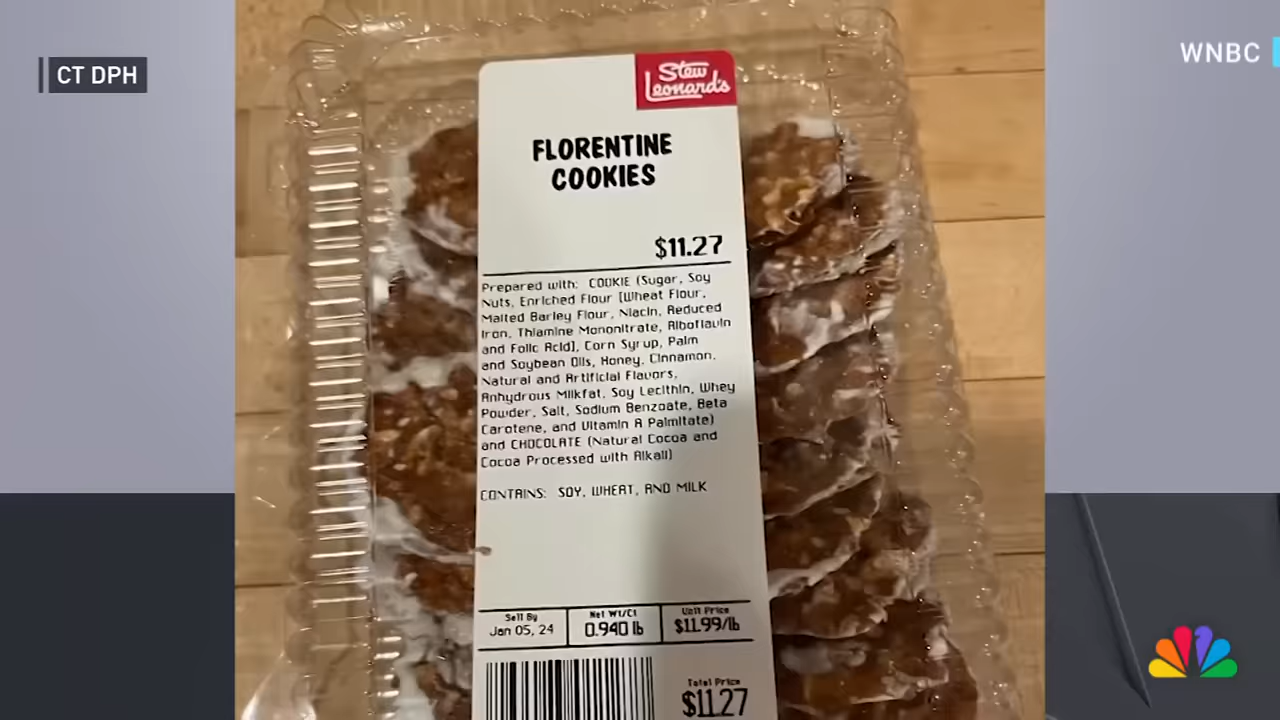 CT DPH
WNBC
Stew
Leonard's
FLORENTINE
COOKIES
$11.27
Prepared with: COOKIE (Sugar, Soy
Nuts, Enriched Flour [Wheat Flour,
Malted Barley Flour, Niacin, Reduced
Iron, Thiamine Mononitrate, Riboflavin
and Folic Acid], Corn Syrup, Palm
and Soybean Oils, Honey, Cinnamon,
Natural and Artificial Flavors,
Anhydrous Milkfat, Soy Lecithin, Whey
Powder, Salt, Sodium Benzoate, Beta
Carotene, and Vitamin A Palmitate)
and CHOCOLATE (Natural Cocoa and
Cocoa Processed with Alkali)
CONTAINS: SOY, WHEAT, AND MILK
Sell By
Jan 05, 24
Net Wt/Ct
0.940 lb
Unit Price
$11.99/lb
Total Price
$11.27